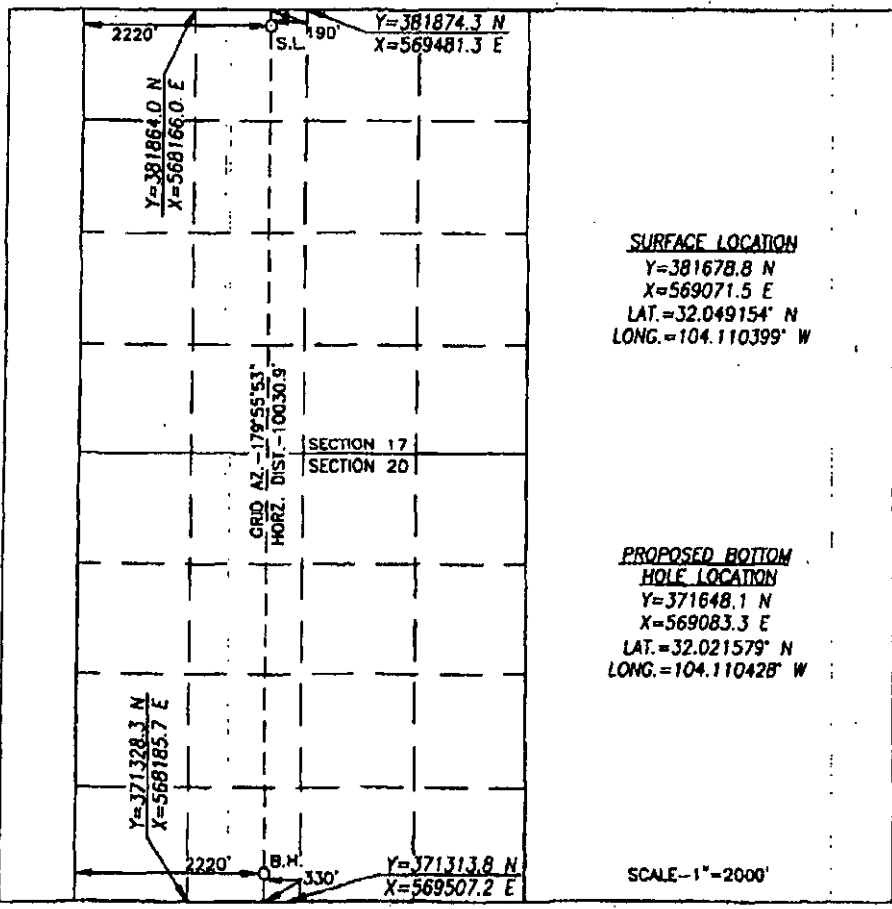 2220'
190'
S.L.
Y=381874.3 N
X=569481.3 E
Y=381864.0 N
X=568166.0 E
SURFACE LOCATION
Y=381678.8 N
X=569071.5 E
LAT.=32.049154° N
LONG.=104.110399° W
GRID AZ.-179°55'53"
HORZ. DIST.-10030.9'
SECTION 17
SECTION 20
PROPOSED BOTTOM
HOLE LOCATION
Y=371648.1 N
X=569083.3 E
LAT.=32.021579° N
LONG.=104.110428° W
Y=371328.3 N
X=568185.7 E
2220'
B.H.
330'
Y=371313.8 N
X=569507.2 E
SCALE-1"=2000'